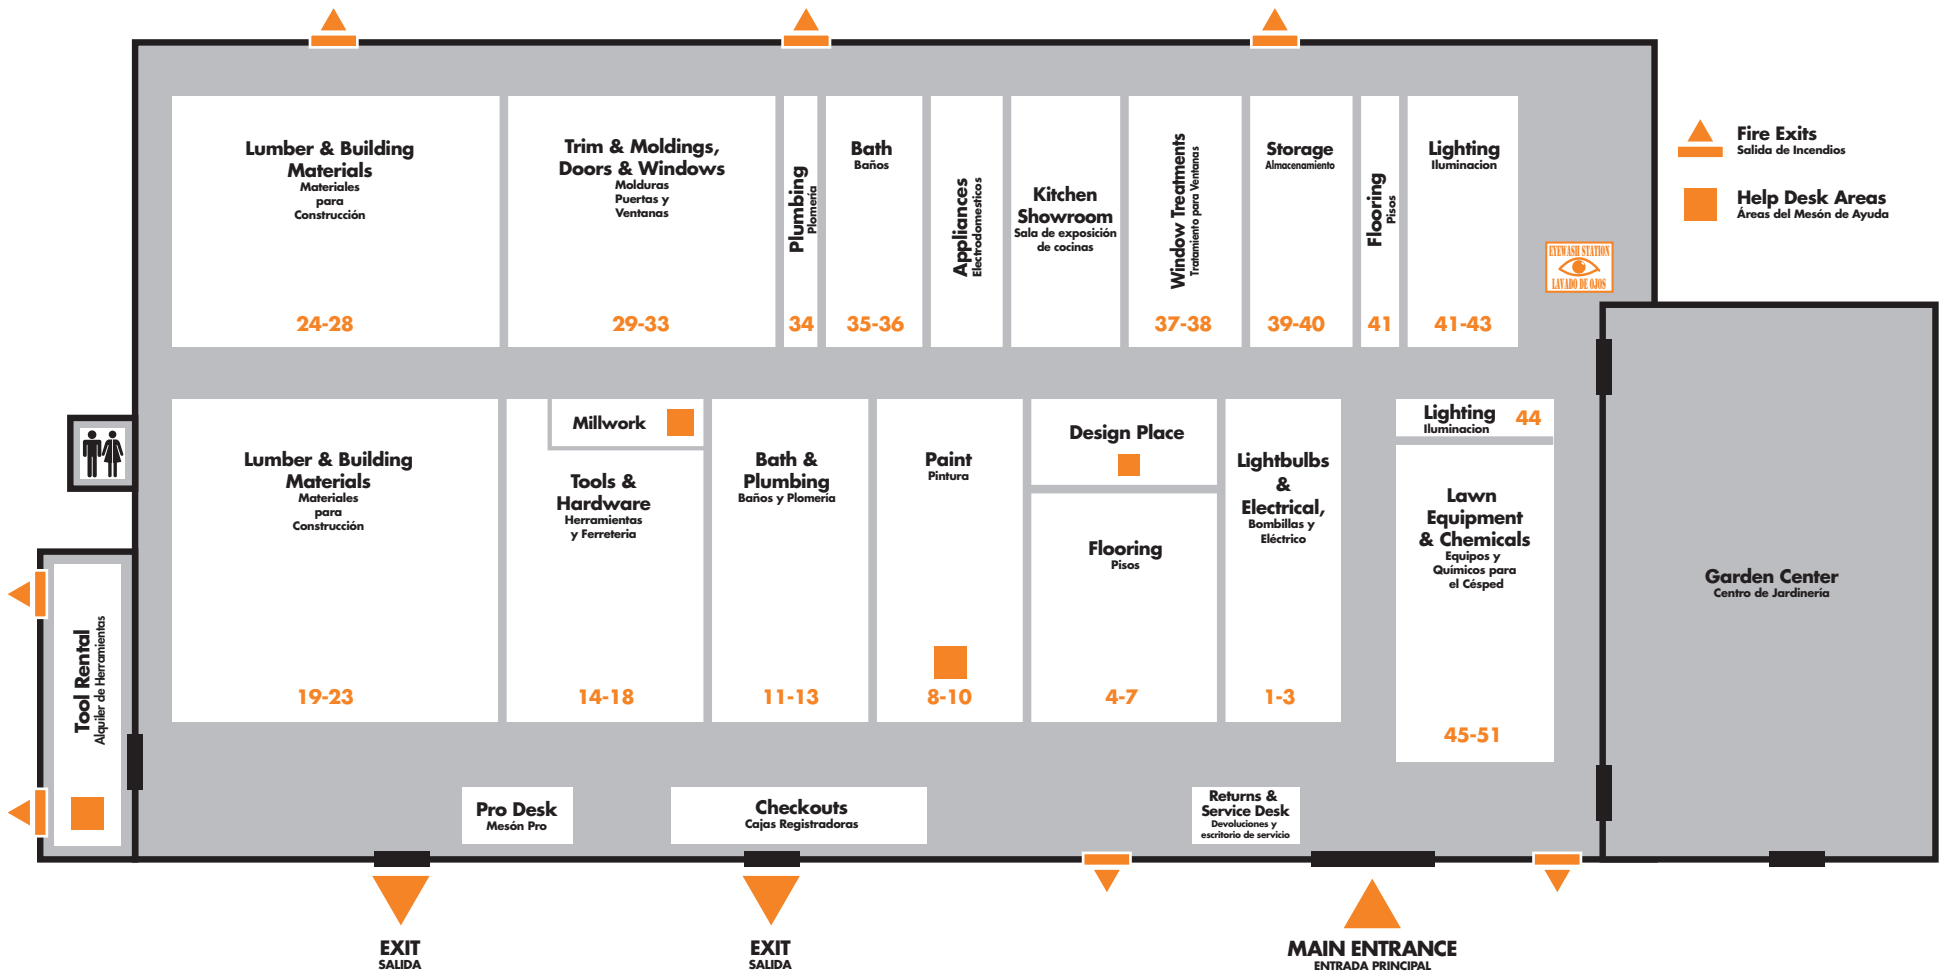 Lumber & Building
Materials
Materiales
para
Construcción
24-28
Trim & Moldings,
Doors & Windows
Molduras
Puertas y
Ventanas
29-33
Plumbing
Plomería
34
Bath
Baños
35-36
Appliances
Electrodomesticos
Kitchen
Showroom
Sala de exposición
de cocinas
Window Treatments
Tratamiento para Ventanas
37-38
Storage
Almacenamiento
39-40
Flooring
Pisos
41
Lighting
Iluminacion
41-43
Fire Exits
Salida de Incendios
Help Desk Areas
Áreas del Mesón de Ayuda
EYEWASH STATION
LAVADO DE OJOS
Lumber & Building
Materials
Materiales
para
Construcción
19-23
Millwork
Tools &
Hardware
Herramientas
y Ferreteria
14-18
Bath &
Plumbing
Baños y Plomería
11-13
Paint
Pintura
8-10
Design Place
Flooring
Pisos
4-7
Lightbulbs
&
Electrical,
Bombillas y
Eléctrico
1-3
Lighting 44
Iluminacion
Lawn
Equipment
& Chemicals
Equipos y
Químicos para
el Césped
45-51
Garden Center
Centro de Jardinería
Tool Rental
Alquiler de Herramientas
Pro Desk
Mesón Pro
Checkouts
Cajas Registradoras
Returns &
Service Desk
Devoluciones y
escritorio de servicio
EXIT
SALIDA
EXIT
SALIDA
MAIN ENTRANCE
ENTRADA PRINCIPAL